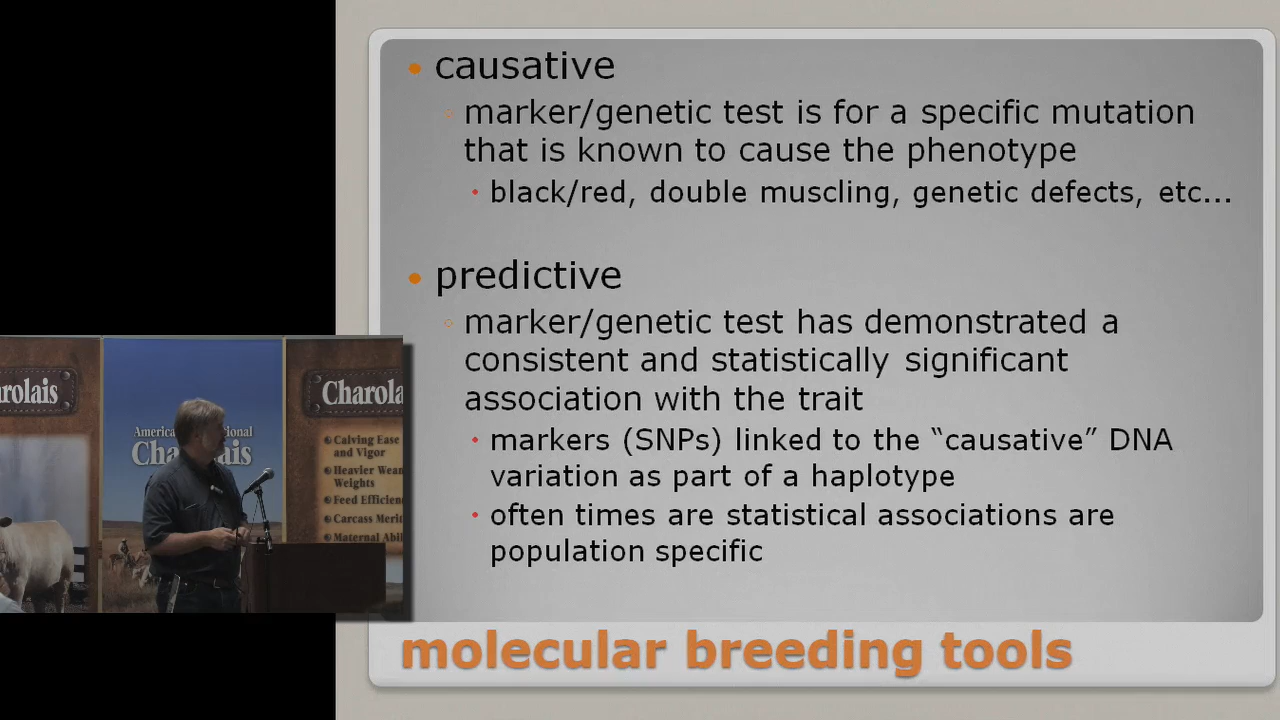 causative
marker/genetic test is for a specific mutation
that is known to cause the phenotype
black/red, double muscling, genetic defects, etc...
predictive
marker/genetic test has demonstrated a
consistent and statistically significant
association with the trait
markers (SNPs) linked to the “causative” DNA
variation as part of a haplotype
often times are statistical associations are
population specific
molecular breeding tools
rolais
Charola
Calving Ease
and Vigor
Heavier Wean
Weights
Feed Efficien
Carcass Merit
Maternal Abil